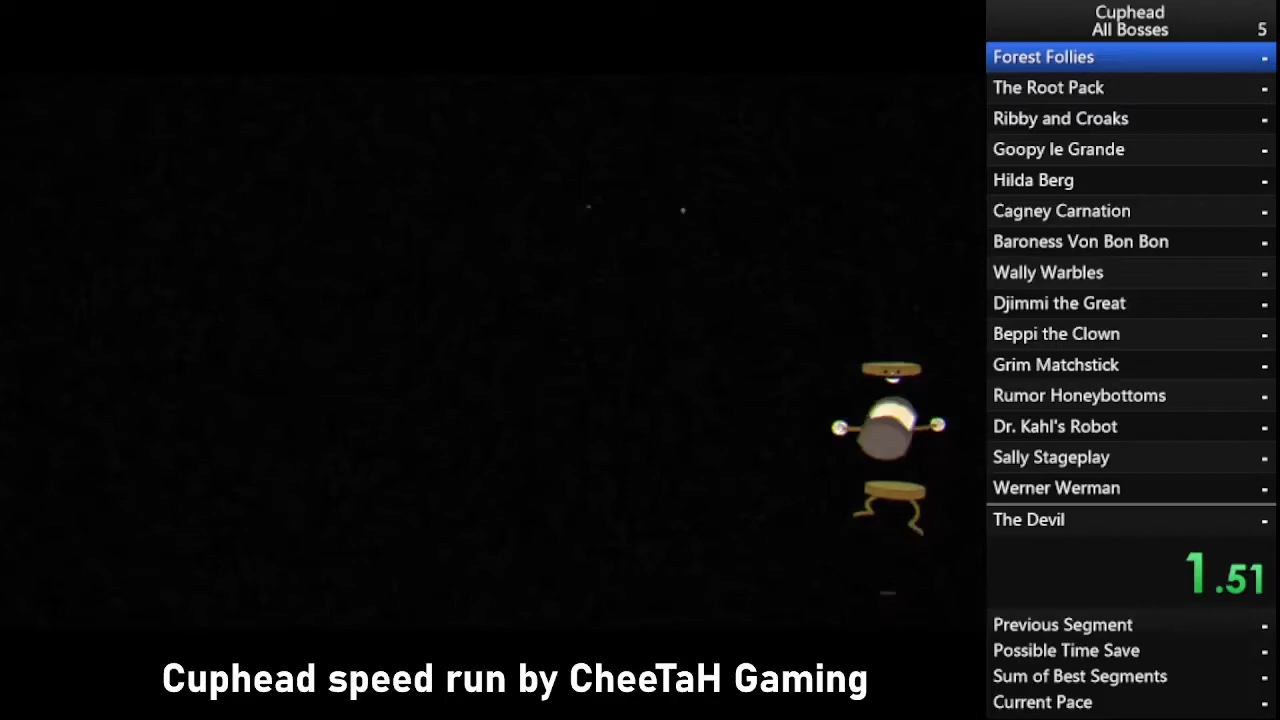 Cuphead
All Bosses 5
Forest Follies -
The Root Pack -
Ribby and Croaks -
Goopy le Grande -
Hilda Berg -
Cagney Carnation -
Baroness Von Bon Bon -
Wally Warbles -
Djimmi the Great -
Beppi the Clown -
Grim Matchstick -
Rumor Honeybottoms -
Dr. Kahl's Robot -
Sally Stageplay -
Werner Werman -
The Devil -
1.51
Previous Segment -
Possible Time Save -
Sum of Best Segments -
Current Pace -
Cuphead speed run by CheeTaH Gaming